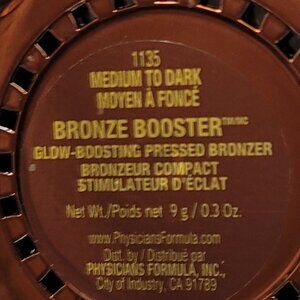 1135
MEDIUM TO DARK
MOYEN À FONCÉ
BRONZE BOOSTER™/MC
GLOW-BOOSTING PRESSED BRONZER
BRONZEUR COMPACT
STIMULATEUR D'ÉCLAT
Net Wt./Poids net 9 g / 0.3 Oz.
www.PhysiciansFormula.com
Dist. by / Distribué par
PHYSICIANS FORMULA, INC.,
City of Industry, CA 91789